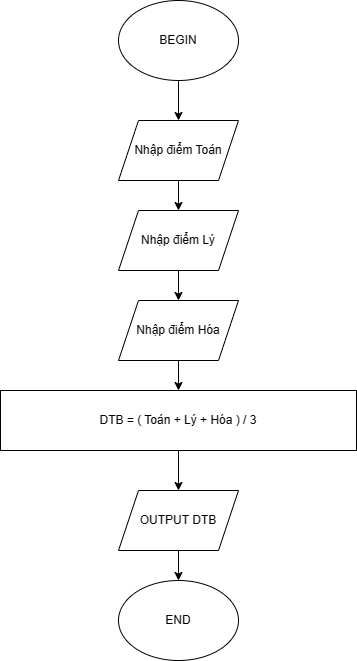 BEGIN
Nhập điểm Toán
Nhập điểm Lý
Nhập điểm Hóa
DTB = ( Toán + Lý + Hóa ) / 3
OUTPUT DTB
END